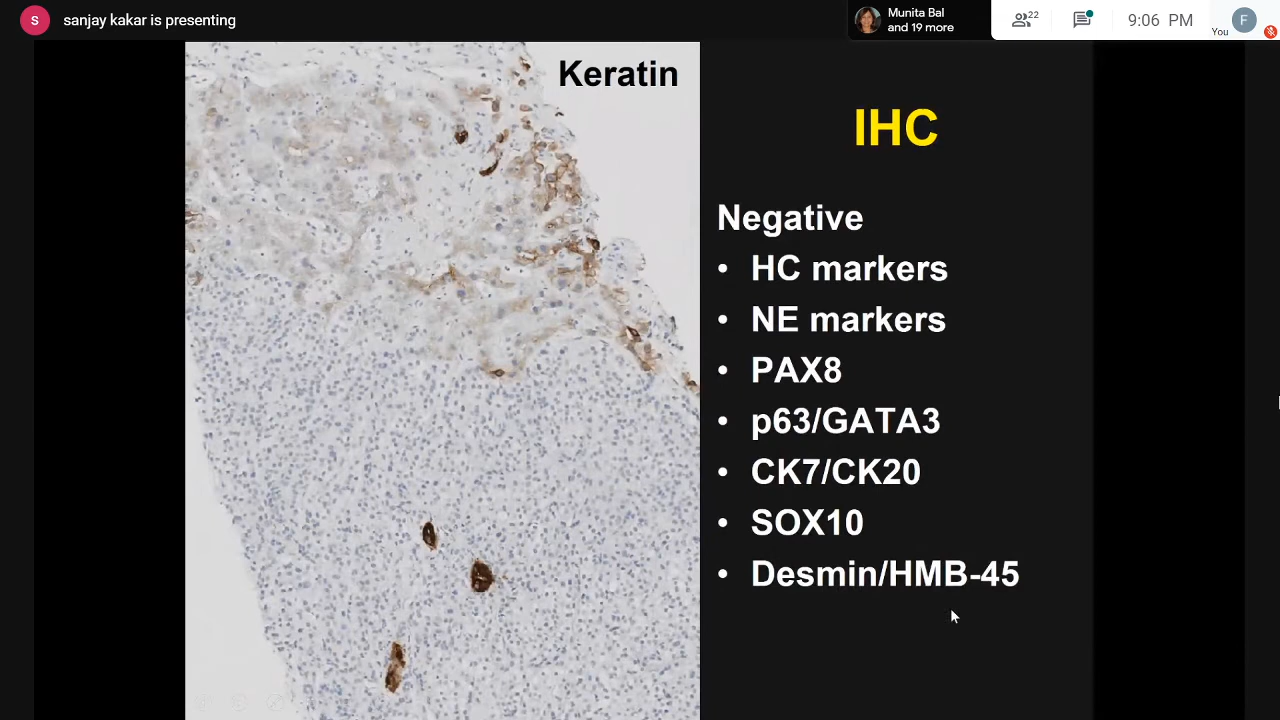 S sanjay kakar is presenting
Munita Bal
and 19 more
22
9:06 PM
F
You
Keratin
IHC
Negative
• HC markers
• NE markers
• PAX8
• p63/GATA3
• CK7/CK20
• SOX10
• Desmin/HMB-45